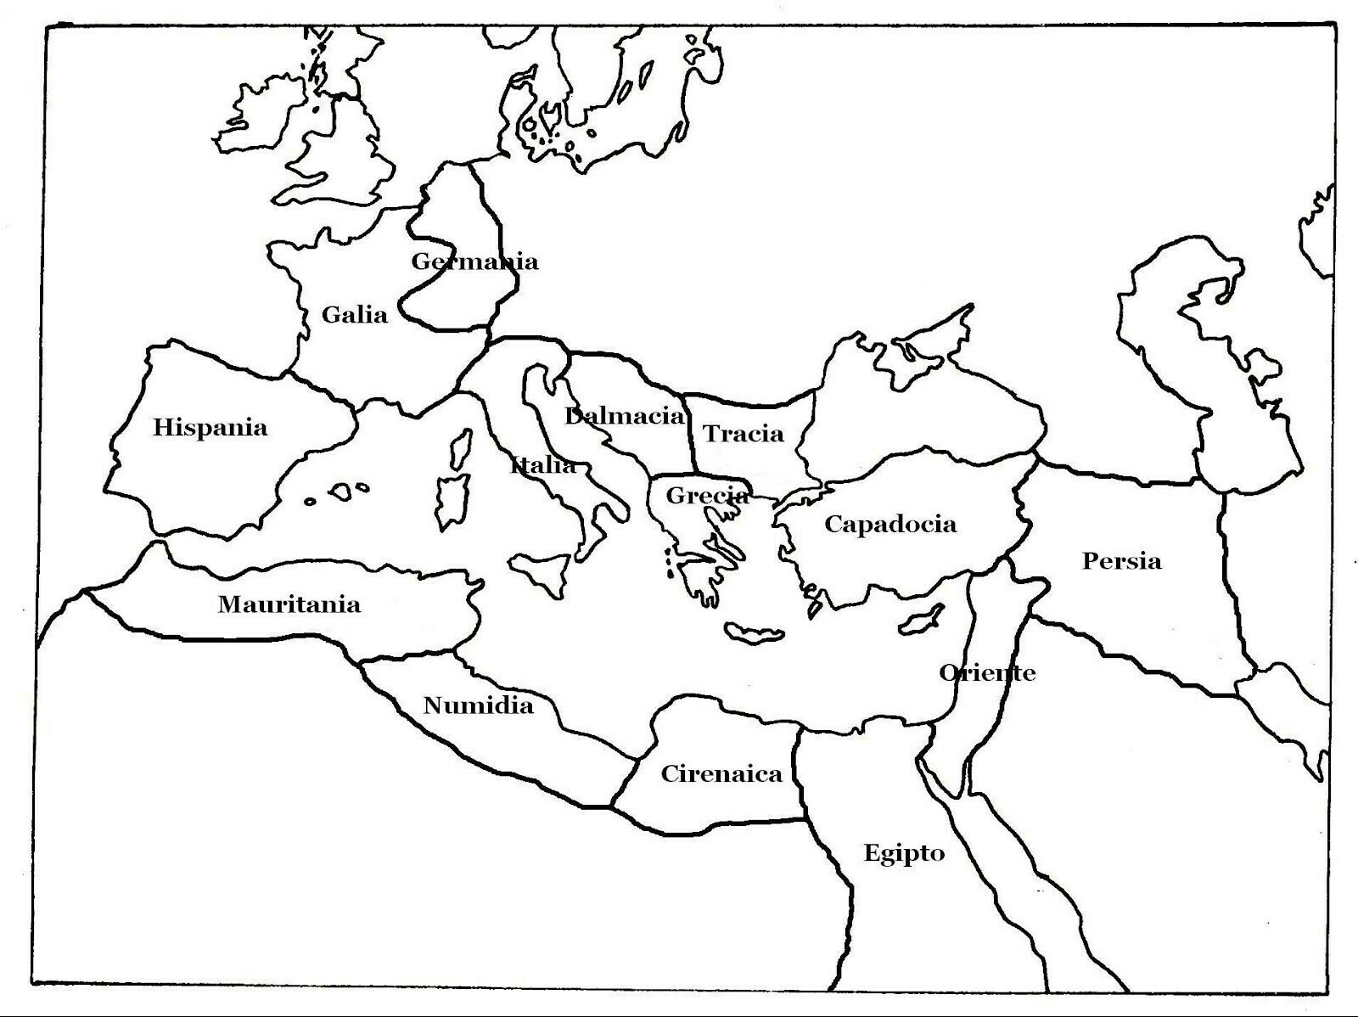 Germania
Galia
Hispania
Dalmacia
Tracia
Italia
Grecia
Capadocia
Persia
Mauritania
Oriente
Numidia
Cirenaica
Egipto